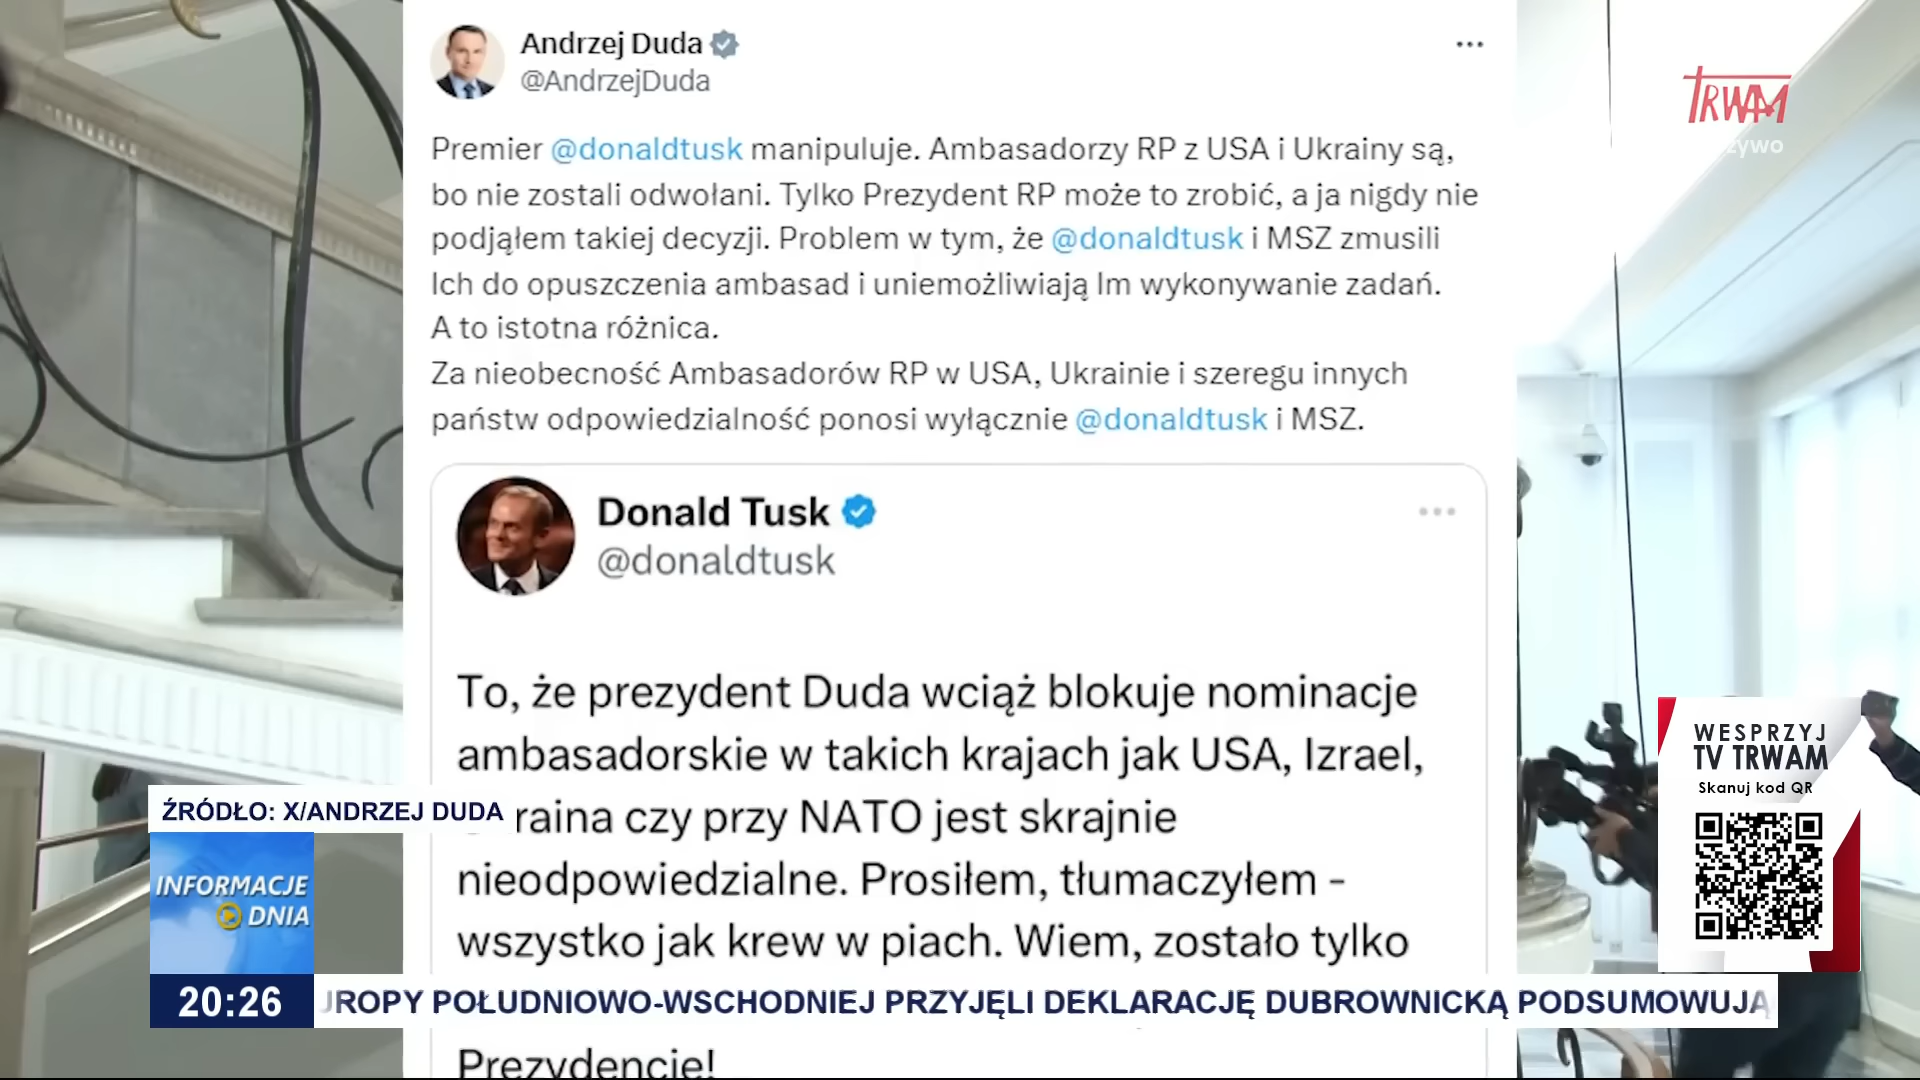 Andrzej Duda
@AndrzejDuda
Premier @donaldtusk manipuluje. Ambasadorzy RP z USA i Ukrainy są,
bo nie zostali odwołani. Tylko Prezydent RP może to zrobić, a ja nigdy nie
podjąłem takiej decyzji. Problem w tym, że @donaldtusk i MSZ zmusili
Ich do opuszczenia ambasad i uniemożliwiają Im wykonywanie zadań.
A to istotna różnica.
Za nieobecność Ambasadorów RP w USA, Ukrainie i szeregu innych
państw odpowiedzialność ponosi wyłącznie @donaldtusk i MSZ.
Donald Tusk
@donaldtusk
To, że prezydent Duda wciąż blokuje nominacje
ambasadorskie w takich krajach jak USA, Izrael,
raina czy przy NATO jest skrajnie
nieodpowiedzialne. Prosiłem, tłumaczyłem -
wszystko jak krew w piach. Wiem, zostało tylko
Prezydencie!
TRWAM
żywo
WESPRZYJ
TV TRWAM
Skanuj kod QR
ŹRÓDŁO: X/ANDRZEJ DUDA
INFORMACJE
DNIA
20:26
UROPY POŁUDNIOWO-WSCHODNIEJ PRZYJĘLI DEKLARACJĘ DUBROWNICKĄ PODSUMOWUJĄ